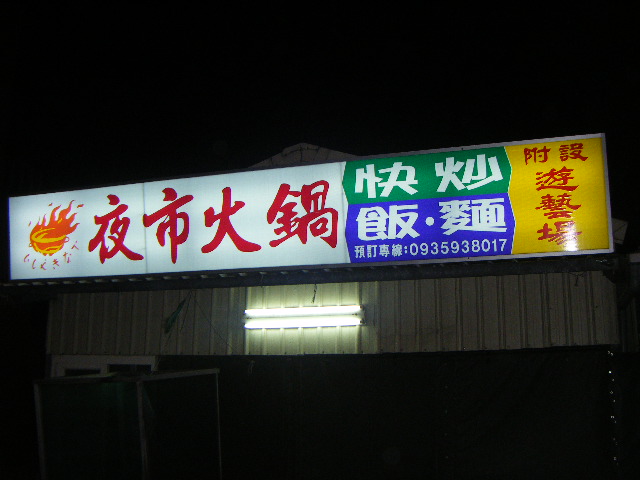 夜市火鍋
快炒
飯·麵
預訂專線:0935938017
附設
遊藝場